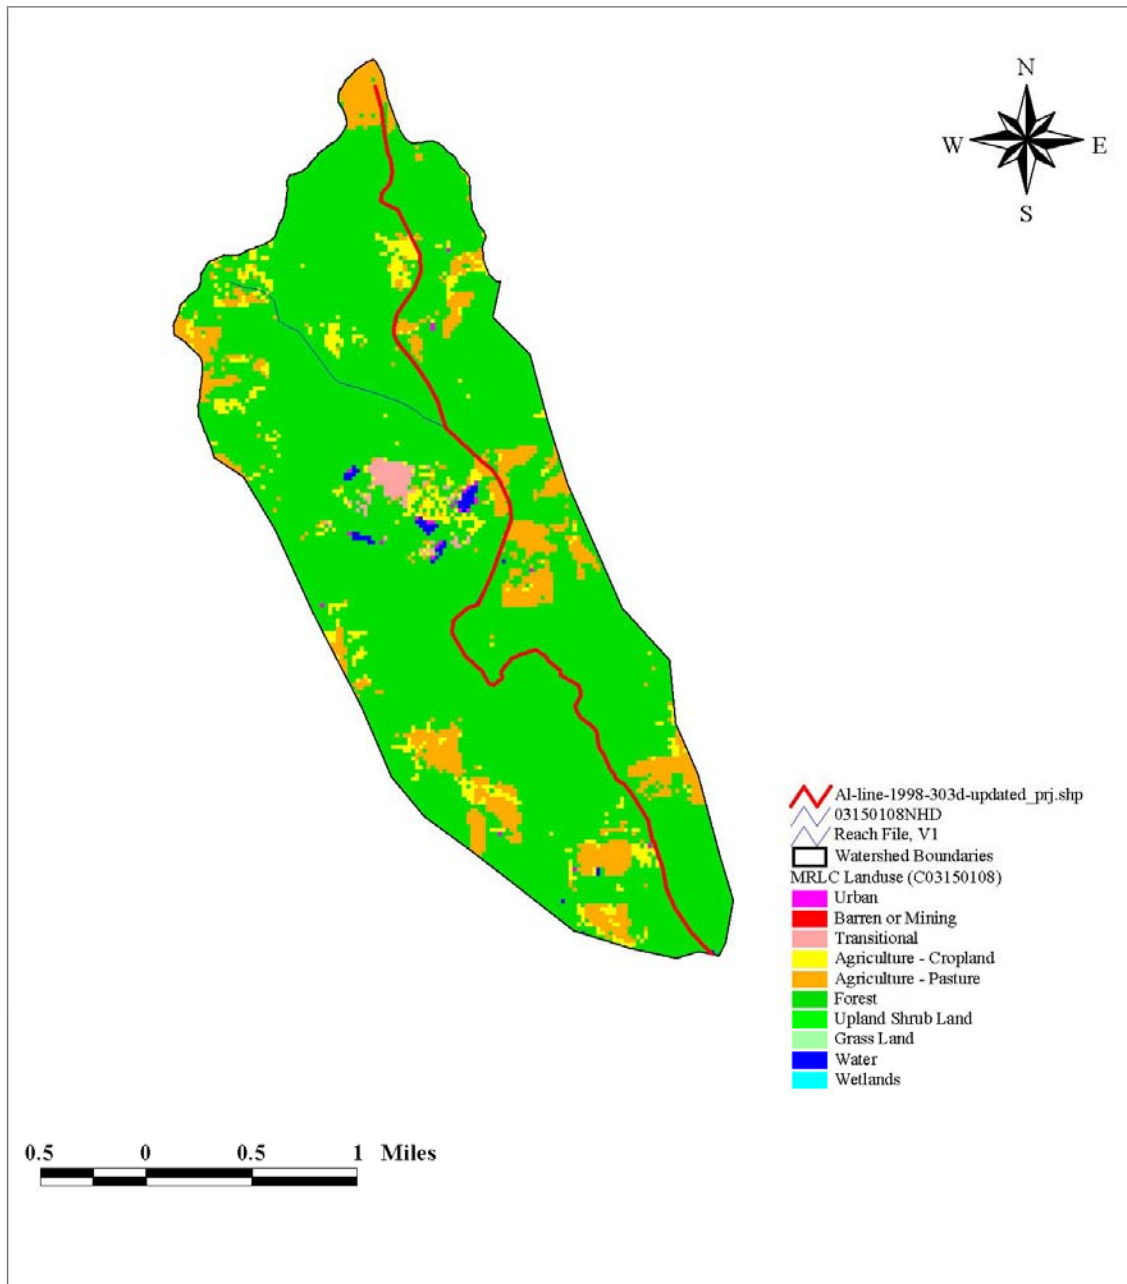 N
W E
S
Al-line-1998-303d-updated_prj.shp
03150108NHD
Reach File, V1
Watershed Boundaries
MRLC Landuse (C03150108)
Urban
Barren or Mining
Transitional
Agriculture - Cropland
Agriculture - Pasture
Forest
Upland Shrub Land
Grass Land
Water
Wetlands
0.5 0 0.5 1 Miles